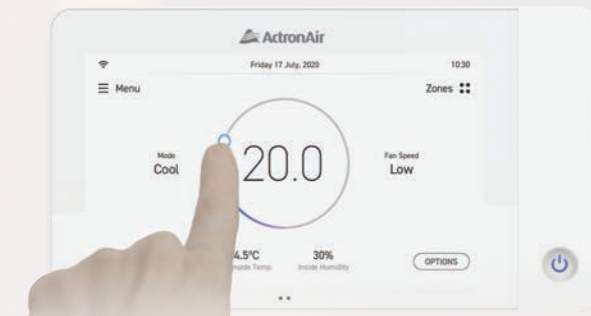 ActronAir
Friday 17 July, 2020
10:30
Menu
Zones
Mode
Cool
20.0
Fan Speed
Low
4.5°C
30%
Temp.
Inside Humidity
OPTIONS